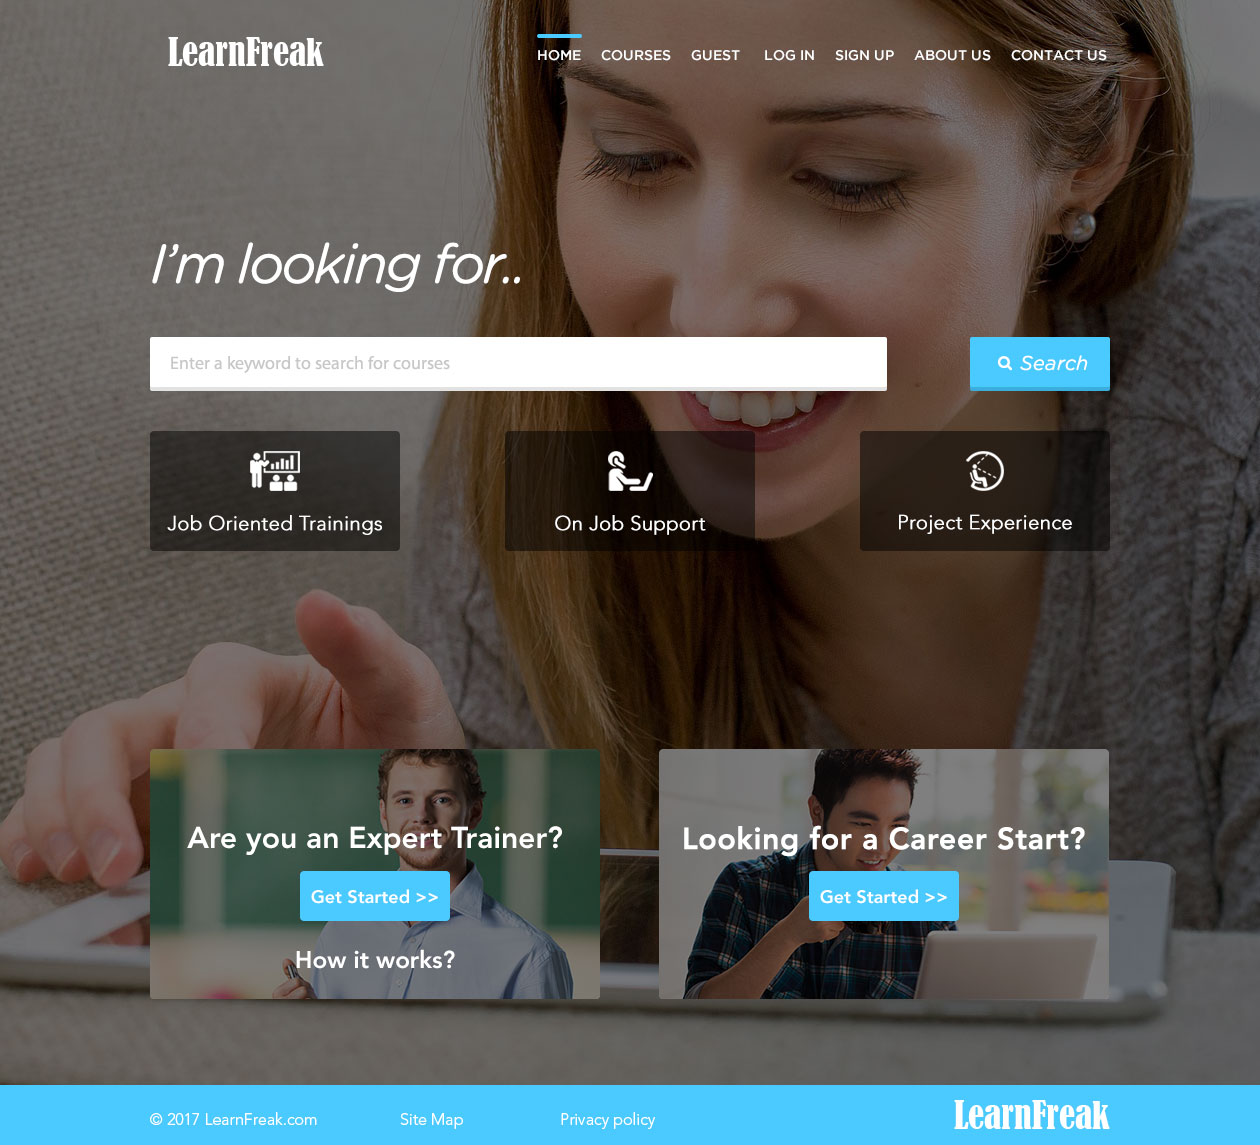 LearnFreak
HOME COURSES GUEST LOG IN SIGN UP ABOUT US CONTACT US
I'm looking for..
Enter a keyword to search for courses
Search
Job Oriented Trainings
On Job Support
Project Experience
Are you an Expert Trainer?
Get Started >>
How it works?
Looking for a Career Start?
Get Started >>
© 2017 LearnFreak.com
Site Map
Privacy policy
LearnFreak